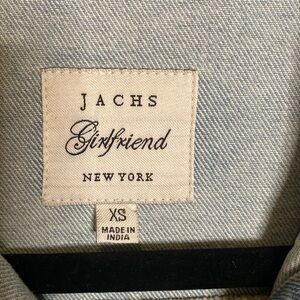 JACHS
Girlfriend
NEW YORK
XS
MADE IN
INDIA